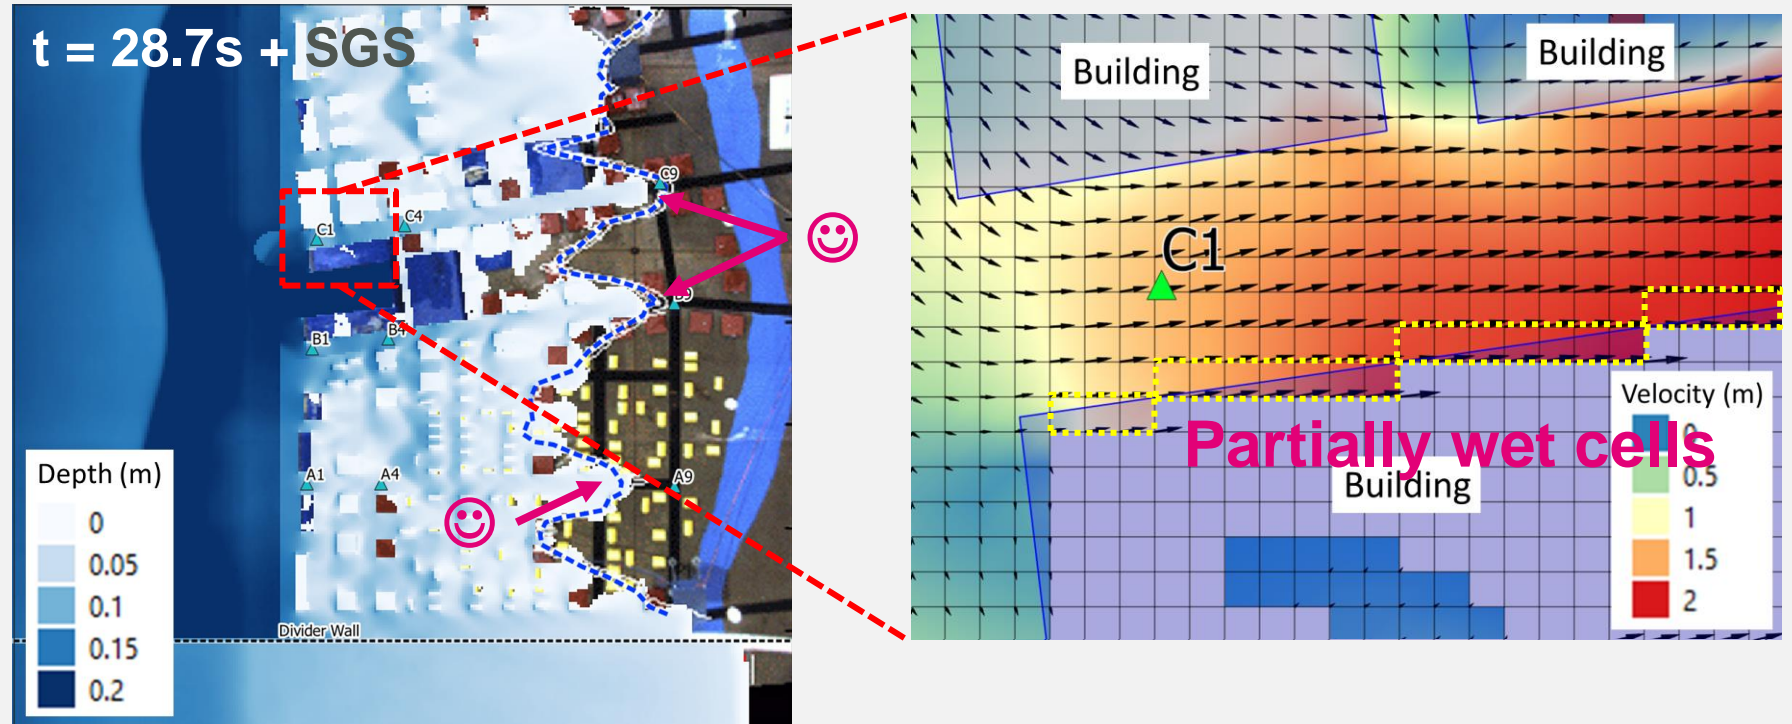 t = 28.7s + SGS
C9
C4
C1
B9
B1
B4
A1
A4
A9
Depth (m)
0
0.05
0.1
0.15
0.2
Divider Wall
Building
Building
C1
Partially wet cells
Building
Velocity (m)
0
0.5
1
1.5
2